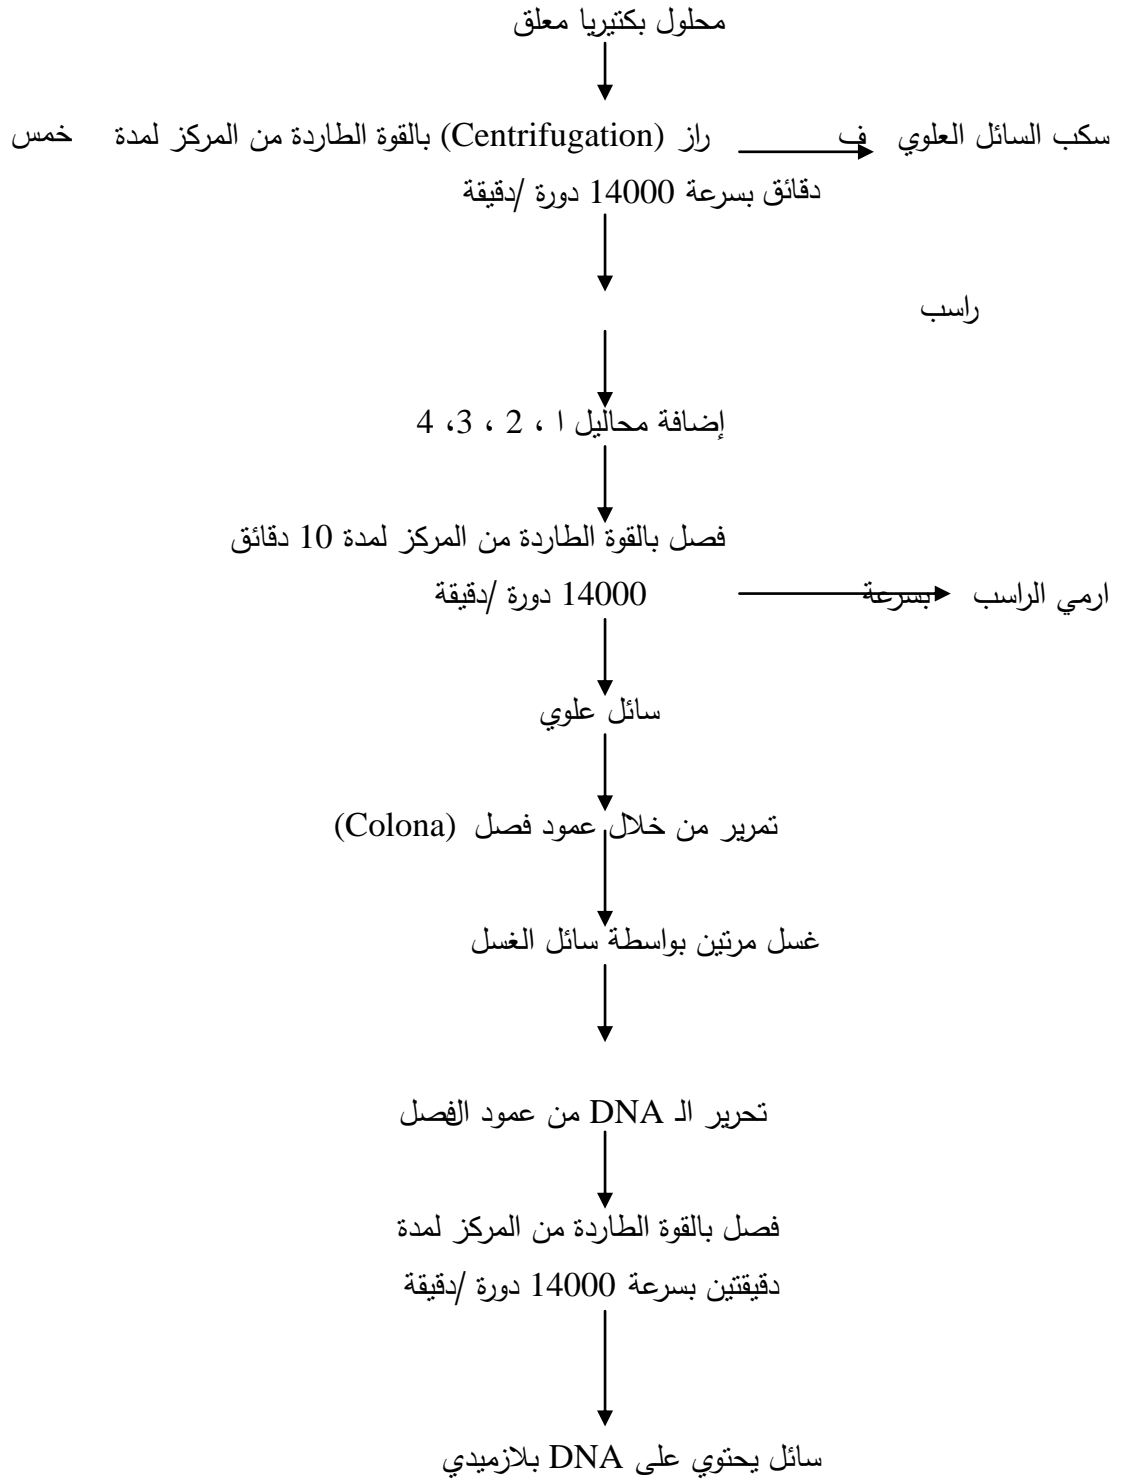 محلول بكتيريا معلق
سكب السائل العلوي ف راز (Centrifugation) بالقوة الطاردة من المركز لمدة خمس
دقائق بسرعة 14000 دورة /دقيقة
راسب
إضافة محاليل ا ، 2 ، 3، 4
فصل بالقوة الطاردة من المركز لمدة 10 دقائق
ارمي الراسب بسرعة 14000 دورة /دقيقة
سائل علوي
تمرير من خلال عمود فصل (Colona)
غسل مرتين بواسطة سائل الغسل
تحرير الـ DNA من عمود الفصل
فصل بالقوة الطاردة من المركز لمدة
دقيقتين بسرعة 14000 دورة /دقيقة
سائل يحتوي على DNA بلازميدي